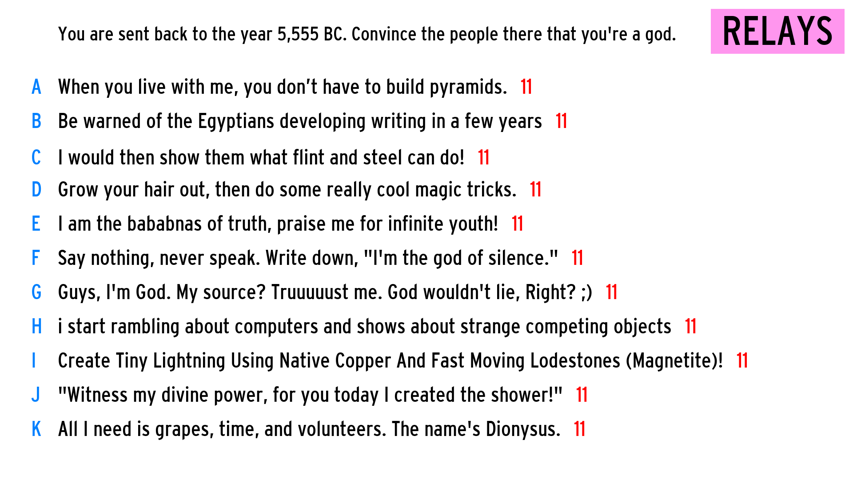 You are sent back to the year 5,555 BC. Convince the people there that you're a god.
RELAYS
A When you live with me, you don’t have to build pyramids. 11
B Be warned of the Egyptians developing writing in a few years 11
C I would then show them what flint and steel can do! 11
D Grow your hair out, then do some really cool magic tricks. 11
E I am the bababnas of truth, praise me for infinite youth! 11
F Say nothing, never speak. Write down, "I'm the god of silence." 11
G Guys, I'm God. My source? Truuuuust me. God wouldn't lie, Right? ;) 11
H i start rambling about computers and shows about strange competing objects 11
I Create Tiny Lightning Using Native Copper And Fast Moving Lodestones (Magnetite)! 11
J "Witness my divine power, for you today I created the shower!" 11
K All I need is grapes, time, and volunteers. The name's Dionysus. 11